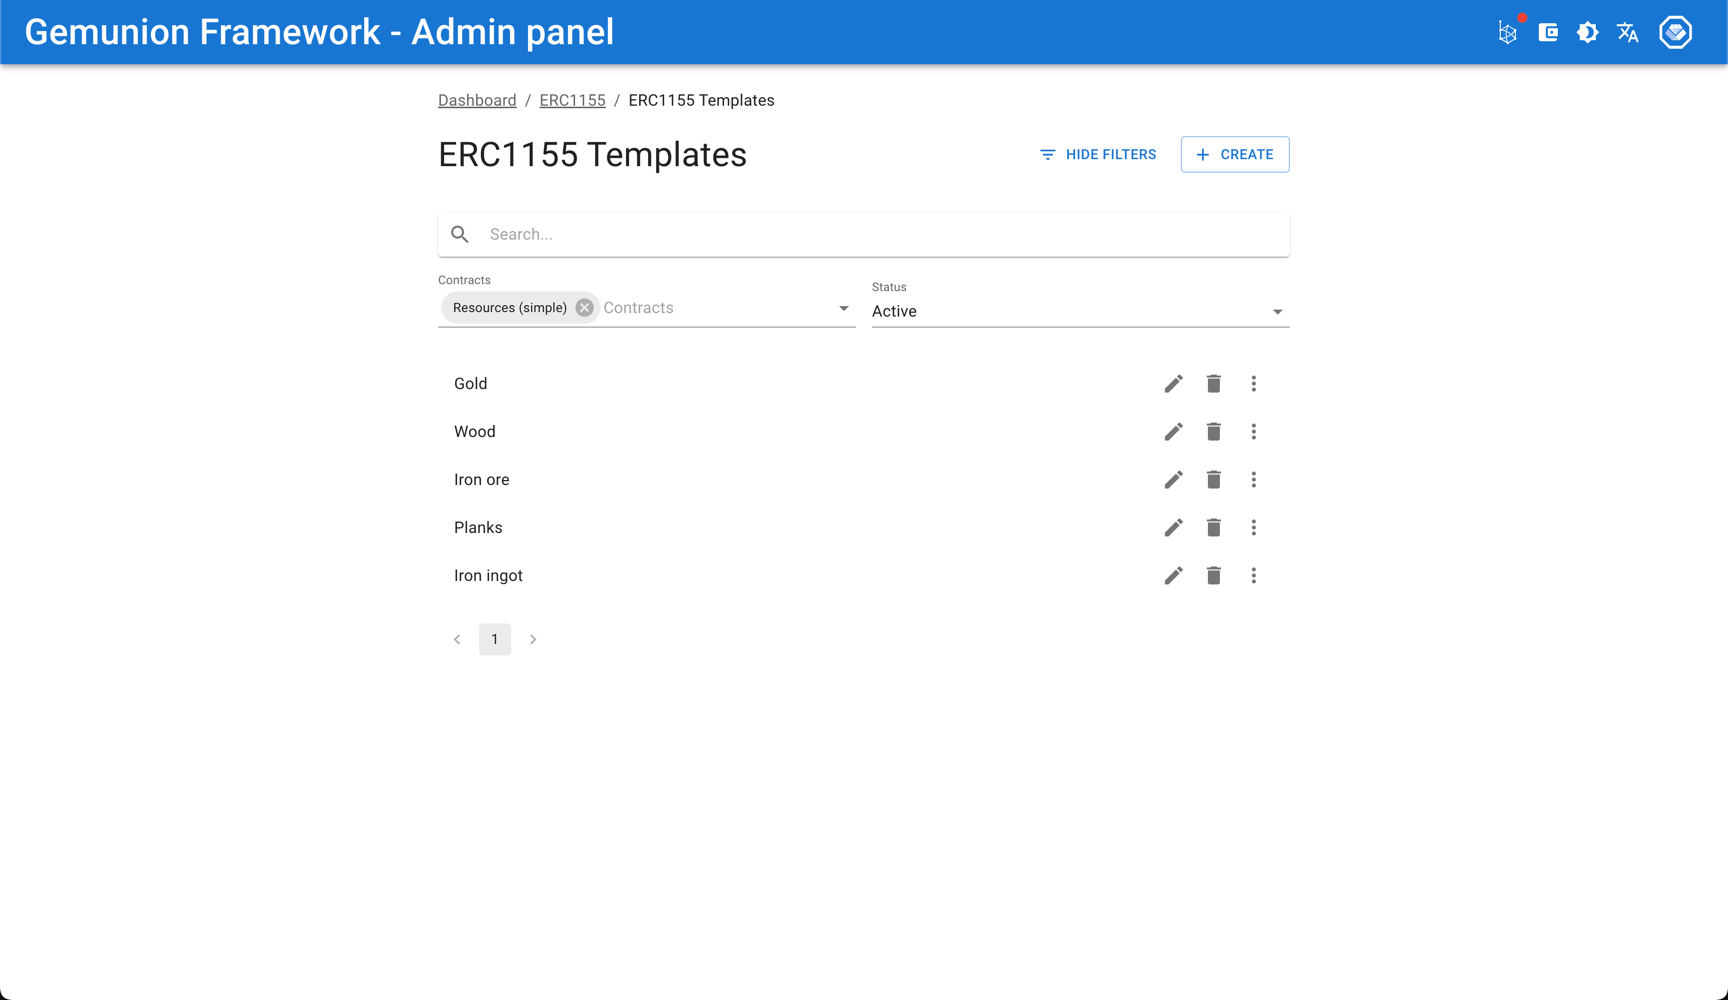 Gemunion Framework - Admin panel
Dashboard / ERC1155 / ERC1155 Templates
ERC1155 Templates
HIDE FILTERS
CREATE
Search...
Contracts
Resources (simple) Contracts
Status
Active
Gold
Wood
Iron ore
Planks
Iron ingot
1